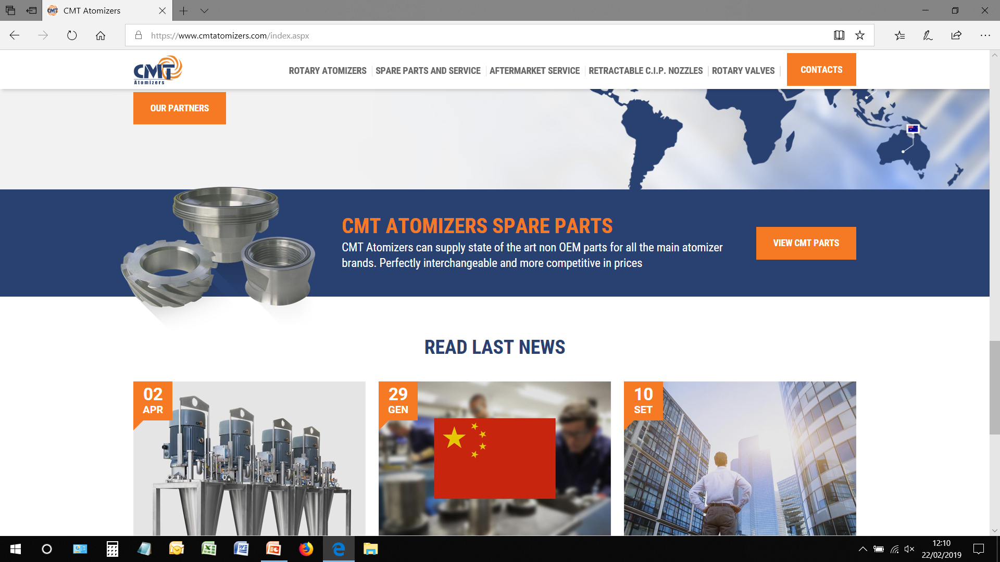 CMT Atomizers
https://www.cmtatomizers.com/index.aspx
CMT
Atomizers
ROTARY ATOMIZERS
SPARE PARTS AND SERVICE
AFTERMARKET SERVICE
RETRACTABLE C.I.P. NOZZLES
ROTARY VALVES
CONTACTS
OUR PARTNERS
CMT ATOMIZERS SPARE PARTS
CMT Atomizers can supply state of the art non OEM parts for all the main atomizer
brands. Perfectly interchangeable and more competitive in prices
VIEW CMT PARTS
READ LAST NEWS
02
APR
29
GEN
10
SET
12:10
22/02/2019